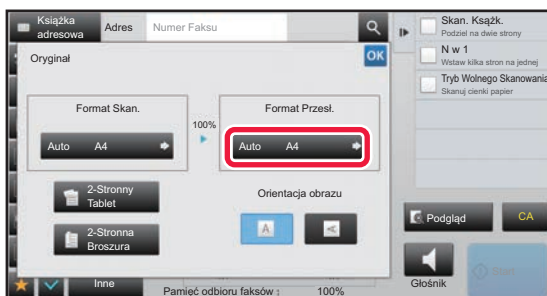 Książka
adresowa
Adres
Numer Faksu
Oryginał
OK
Format Skan.
100%
Format Przesł.
Auto A4
Auto A4
2-Stronny
Tablet
2-Stronna
Broszura
Orientacja obrazu
A
A
Inne
Pamięć odbioru faksów : 100%
Skan. Ksążk.
Podziel na dwie strony
N w 1
Wstaw kilka stron na jednej
Tryb Wolnego Skanowania
Skanuj cienki papier
Podgląd
CA
Głośnik
Start